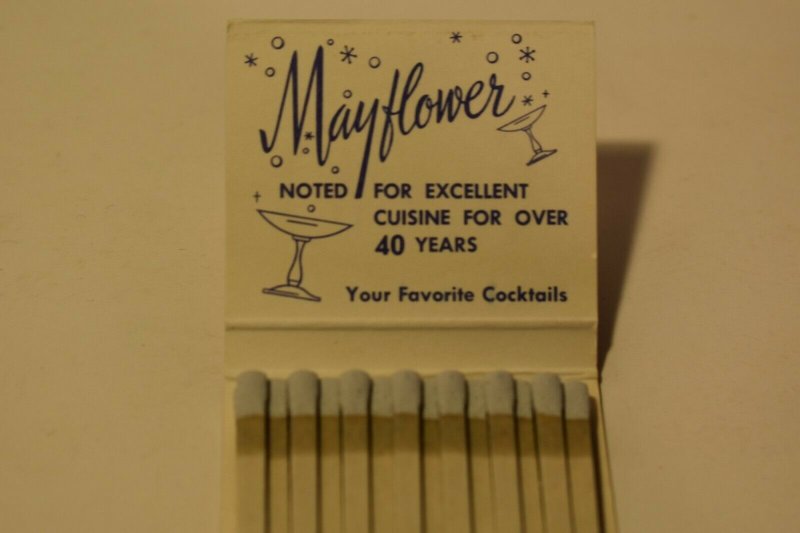 Mayflower
NOTED FOR EXCELLENT
CUISINE FOR OVER
40 YEARS
Your Favorite Cocktails